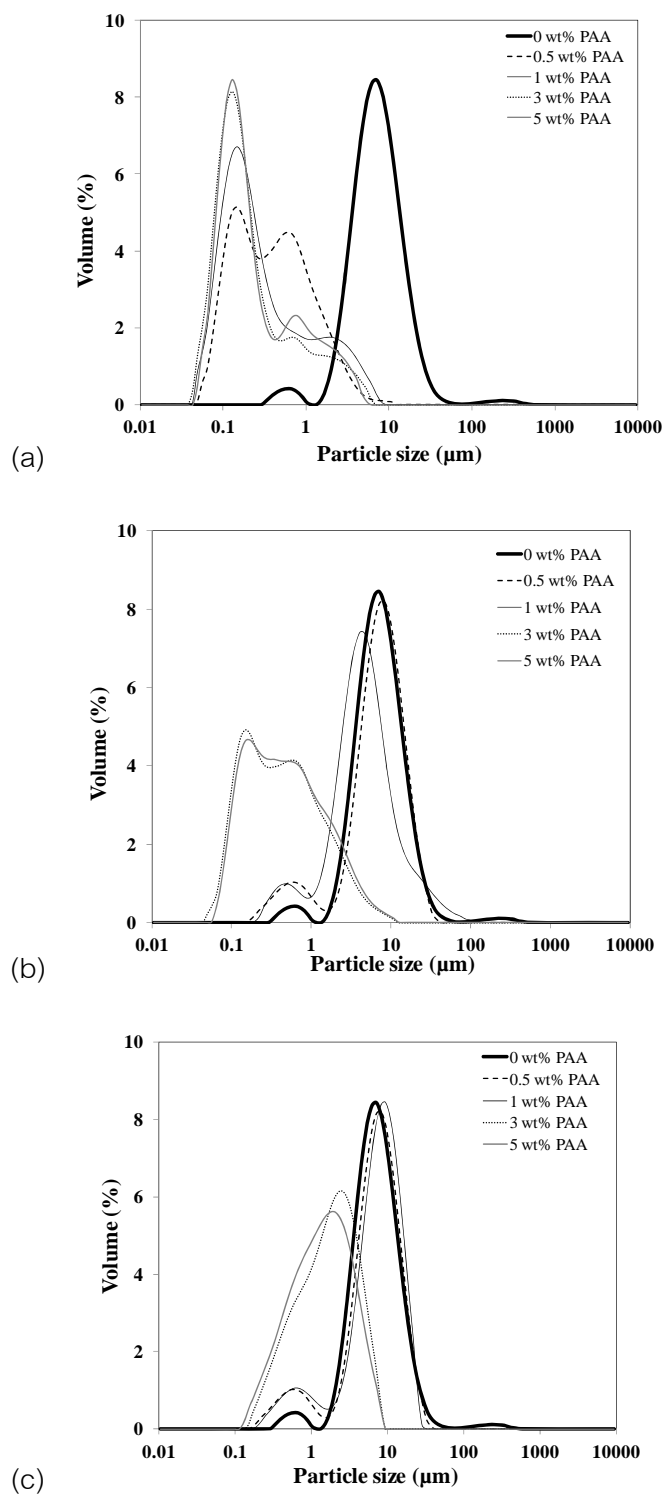 10
8
6
4
2
0
Volume (%)
0 wt% PAA
0.5 wt% PAA
1 wt% PAA
3 wt% PAA
5 wt% PAA
0.01 0.1 1 10 100 1000 10000
Particle size (µm)
(a)
10
8
6
4
2
0
Volume (%)
0 wt% PAA
0.5 wt% PAA
1 wt% PAA
3 wt% PAA
5 wt% PAA
0.01 0.1 1 10 100 1000 10000
Particle size (µm)
(b)
10
8
6
4
2
0
Volume (%)
0 wt% PAA
0.5 wt% PAA
1 wt% PAA
3 wt% PAA
5 wt% PAA
0.01 0.1 1 10 100 1000 10000
Particle size (µm)
(c)